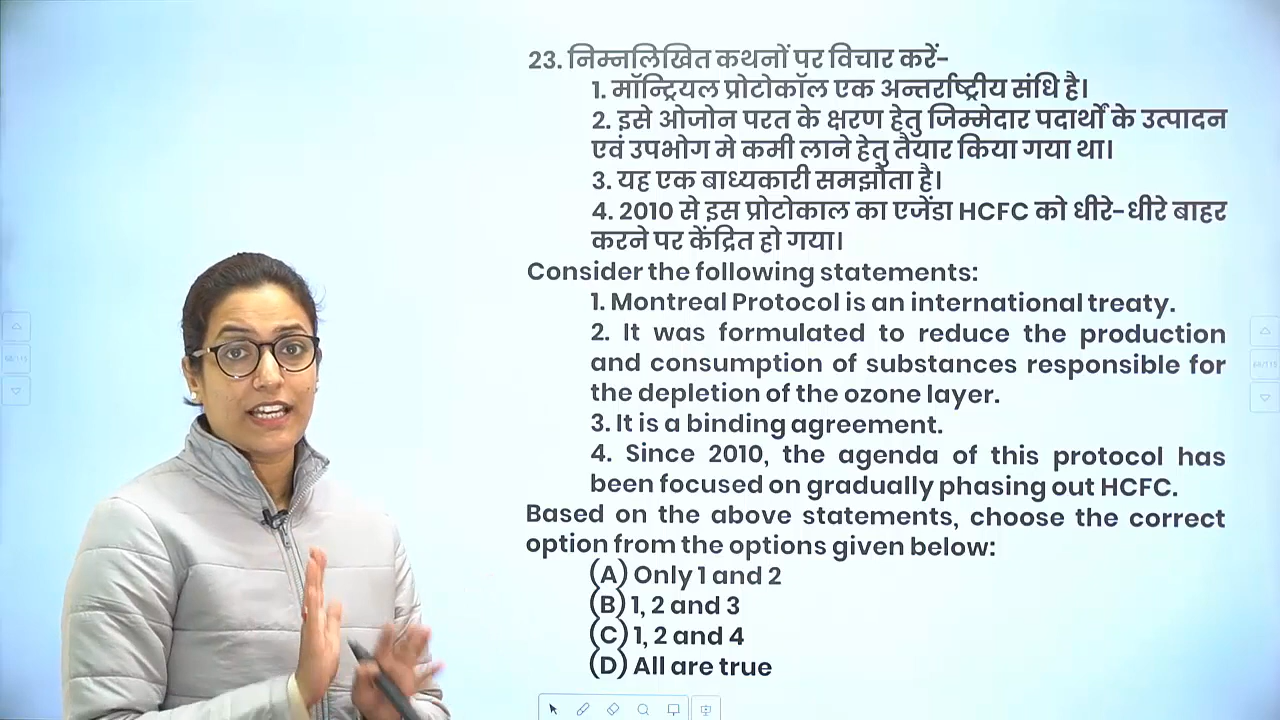 23. निम्नलिखित कथनों पर विचार करें-
1. मॉन्ट्रियल प्रोटोकॉल एक अन्तर्राष्ट्रीय संधि है।
2. इसे ओजोन परत के क्षरण हेतु जिम्मेदार पदार्थों के उत्पादन
एवं उपभोग मे कमी लाने हेतु तैयार किया गया था।
3. यह एक बाध्यकारी समझौता है।
4. 2010 से इस प्रोटोकाल का एजेंडा HCFC को धीरे-धीरे बाहर
करने पर केंद्रित हो गया।
Consider the following statements:
1. Montreal Protocol is an international treaty.
2. It was formulated to reduce the production
and consumption of substances responsible for
the depletion of the ozone layer.
3. It is a binding agreement.
4. Since 2010, the agenda of this protocol has
been focused on gradually phasing out HCFC.
Based on the above statements, choose the correct
option from the options given below:
(A) Only 1 and 2
(B) 1, 2 and 3
(C) 1, 2 and 4
(D) All are true